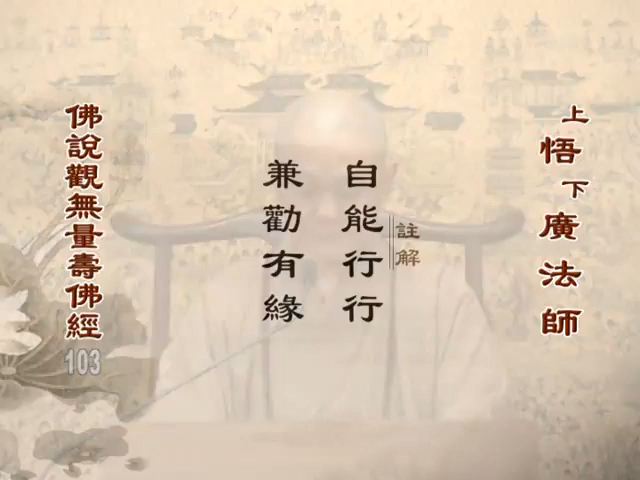 上悟下廣法師
自能行行
註解
兼勸有緣
佛說觀無量壽佛經
103